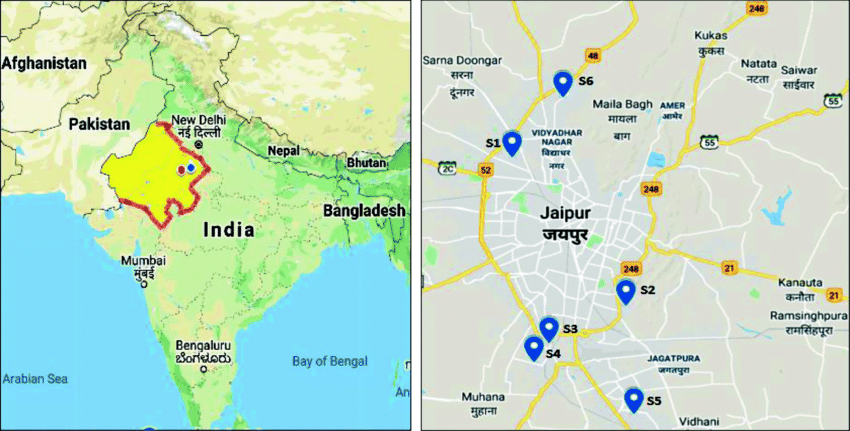 Afghanistan
Pakistan
New Delhi
नई दिल्ली
Nepal
Bhutan
Bangladesh
India
Mumbai
मुंबई
Bengaluru
ಬೆಂಗಳೂರು
Bay of Bengal
Arabian Sea
An
248
Kukas
कुकस
48
Sarna Doongar
सरना
दूंगर
S6
Natata
नटता
Saiwar
साईवार
Maila Bagh
मायला
बाग
AMER
आमेर
55
S1
VIDYADHAR
NAGAR
विद्याधर
नगर
55
2C
52
248
Jaipur
जयपुर
248
21
S2
Kanauta
कनौता
21
Ramsinghpura
रामसिंहपुरा
S3
S4
JAGATPURA
जगतपुरा
Muhana
मुहाना
S5
Vidhani